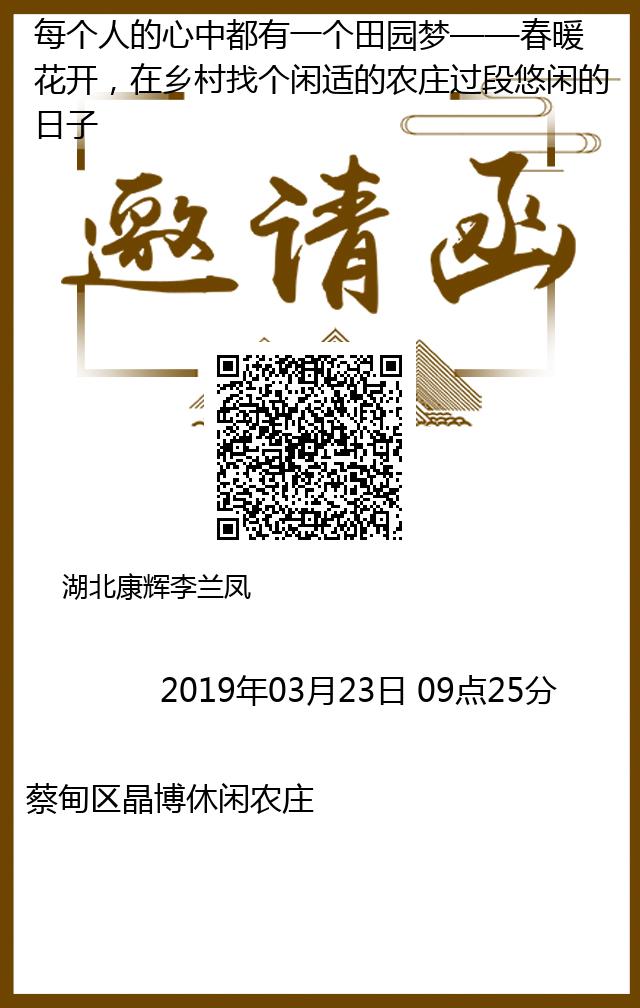 每个人的心中都有一个田园梦——春暖
花开，在乡村找个闲适的农庄过段悠闲的
日子
邀请函
湖北康辉李兰凤
2019年03月23日 09点25分
蔡甸区晶博休闲农庄